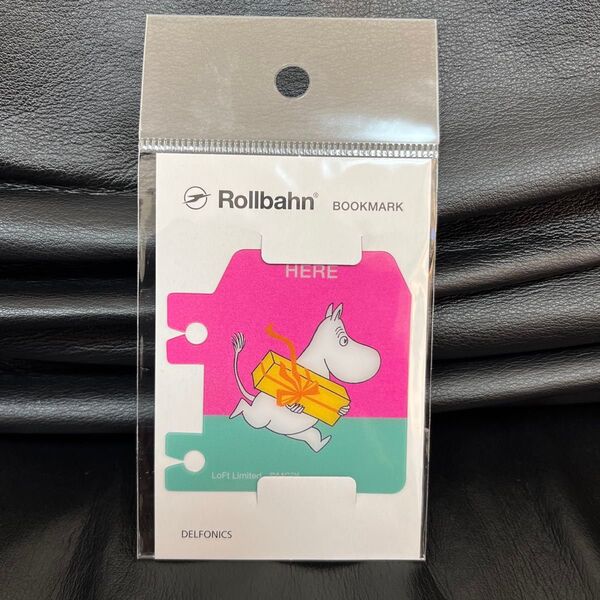 Rollbahn® BOOKMARK
HERE
LoFt Limited
DELFONICS